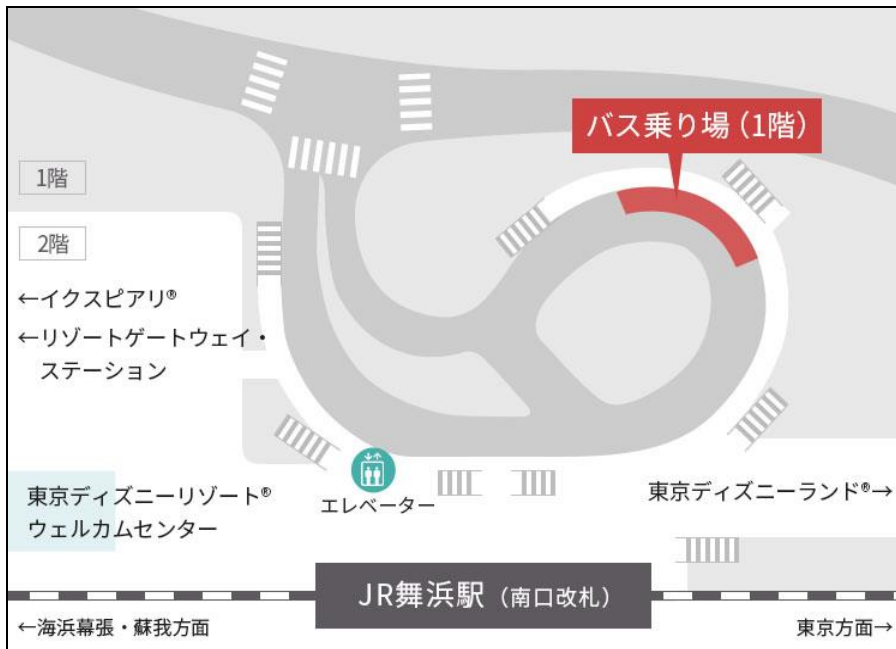 バス乗り場（1階）
1階
2階
←イクスピアリ®
←リゾートゲートウェイ・
ステーション
東京ディズニーリゾート®
ウェルカムセンター
エレベーター
東京ディズニーランド®→
JR舞浜駅（南口改札）
←海浜幕張・蘇我方面
東京方面→